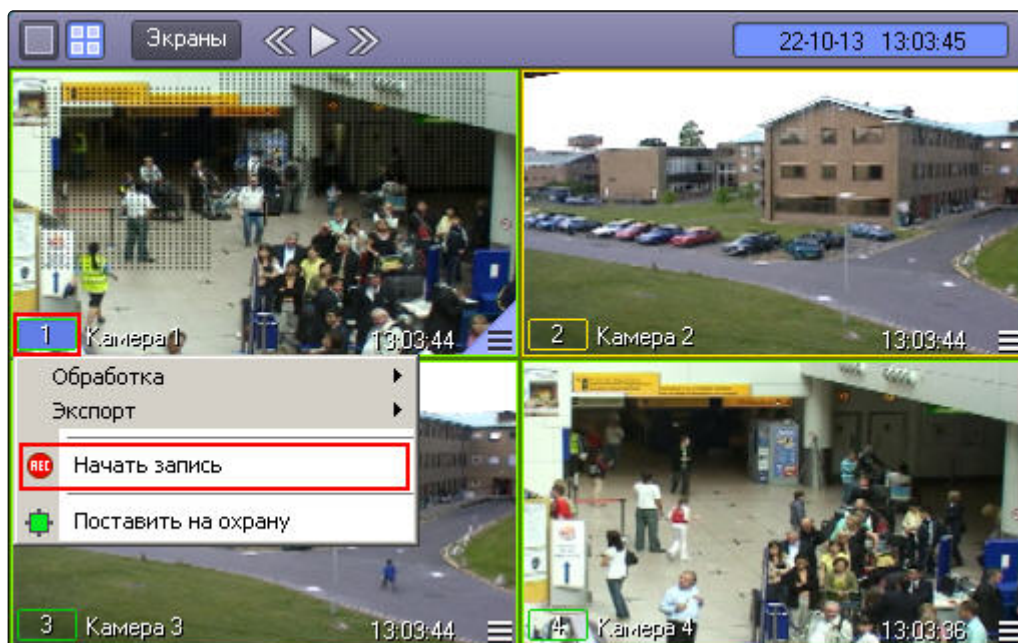 Экраны
22-10-13 13:03:45
1 Камера 1 13:03:44
2 Камера 2 13:03:44
Обработка
Экспорт
REC Начать запись
Поставить на охрану
3 Камера 3 13:03:44
4 Камера 4 13:03:38